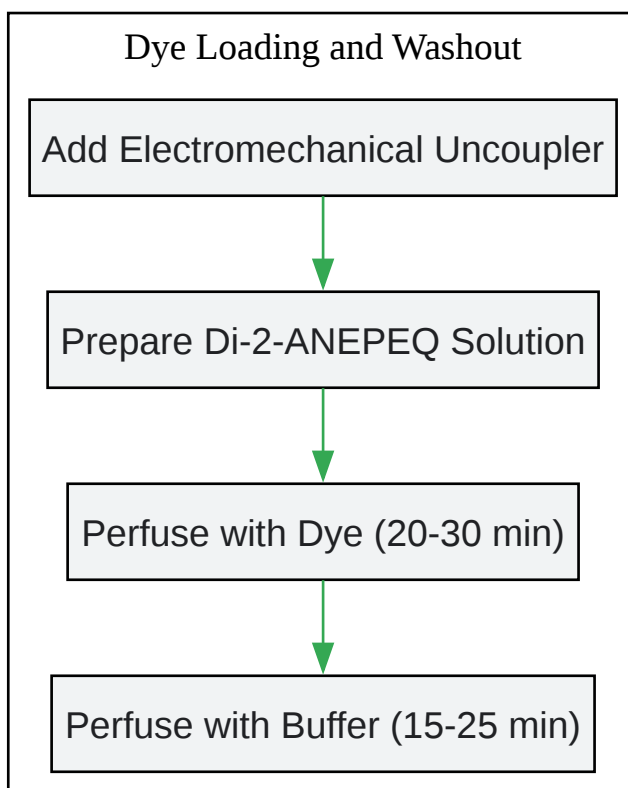 Dye Loading and Washout
Add Electromechanical Uncoupler
Prepare Di-2-ANEPEQ Solution
Perfuse with Dye (20-30 min)
Perfuse with Buffer (15-25 min)